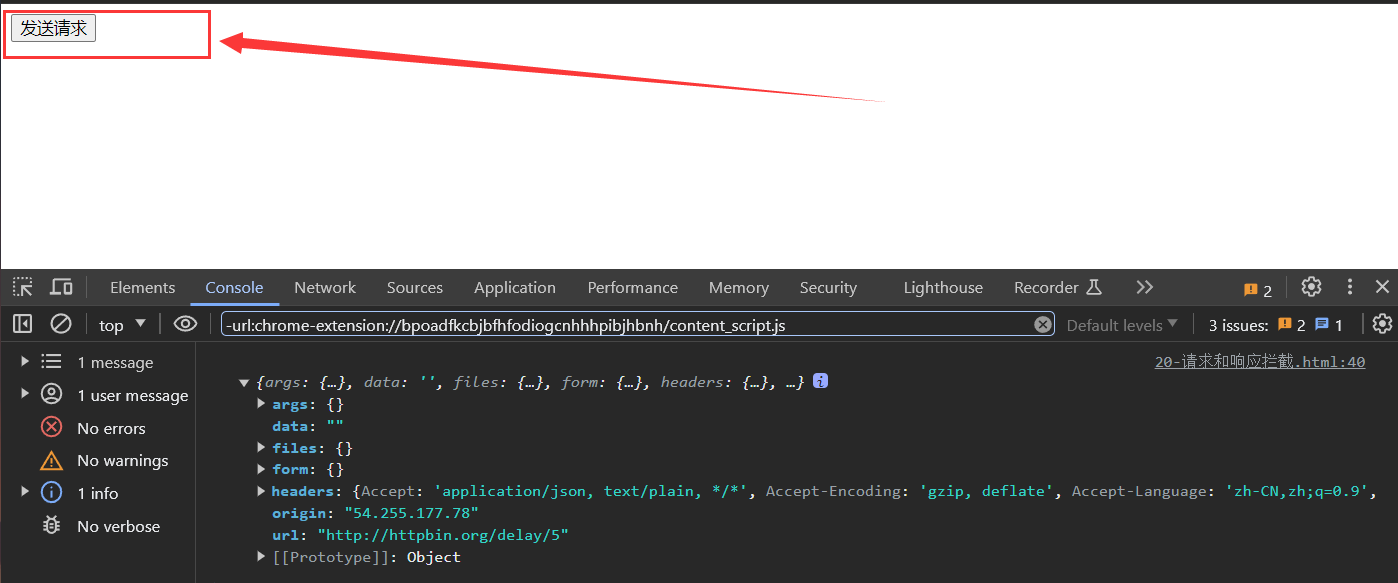 发送请求
Elements Console Network Sources Application Performance Memory Security Lighthouse Recorder 2
top -url:chrome-extension://bpoadfkcbjbfhfodiogcnhhhpibjhbnh/content_script.js Default levels 3 issues: 2 1
1 message
20-请求和响应拦截.html:40
{args: {…}, data: '', files: {…}, form: {…}, headers: {…}, …}
1 user message
args: {}
data: ""
No errors
files: {}
No warnings
form: {}
1 info
headers: {Accept: 'application/json, text/plain, */*', Accept-Encoding: 'gzip, deflate', Accept-Language: 'zh-CN,zh;q=0.9',
origin: "54.255.177.78"
No verbose
url: "http://httpbin.org/delay/5"
[[Prototype]]: Object